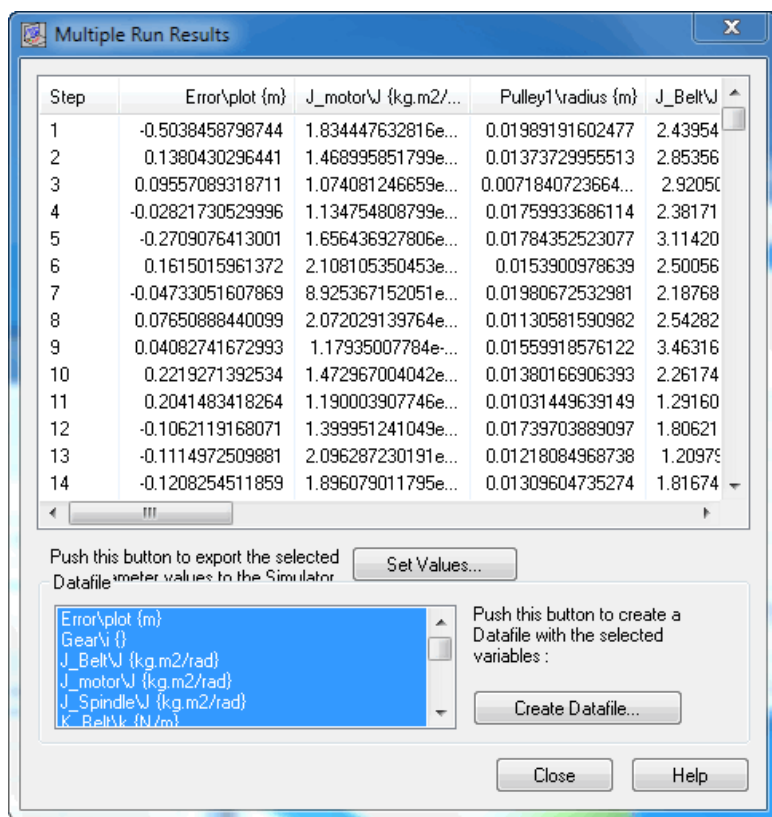 Multiple Run Results
Step Error\plot {m} J_motor\J {kg.m2/... Pulley1\radius {m} J_Belt\J
1 -0.5038458798744 1.834447632816e... 0.01989191602477 2.43954
2 0.1380430296441 1.468995851799e... 0.01373729955513 2.85356
3 0.09557089318711 1.074081246659e... 0.0071840723664... 2.92050
4 -0.02821730529996 1.134754808799e... 0.01759933686114 2.38171
5 -0.2709076413001 1.656436927806e... 0.01784352523077 3.11420
6 0.1615015961372 2.108105350453e... 0.0153900978639 2.50056
7 -0.04733051607869 8.925367152051e... 0.01980672532981 2.18768
8 0.07650888440099 2.072029139764e... 0.01130581590982 2.54282
9 0.04082741672993 1.17935007784e-... 0.01559918576122 3.46316
10 0.2219271392534 1.472967004042e... 0.01380166906393 2.26174
11 0.2041483418264 1.190003907746e... 0.01031449639149 1.29160
12 -0.1062119168071 1.399951241049e... 0.01739703889097 1.80621
13 -0.1114972509881 2.096287230191e... 0.01218084968738 1.20979
14 -0.1208254511859 1.896079011795e... 0.01309604735274 1.81674
Push this button to export the selected
meter values to the Simulator
Set Values...
Datafile
Error\plot {m}
Gear\i {}
J_Belt\J {kg.m2/rad}
J_motor\J {kg.m2/rad}
J_Spindle\J {kg.m2/rad}
K_Belt\k {N/m}
Push this button to create a
Datafile with the selected
variables :
Create Datafile...
Close
Help